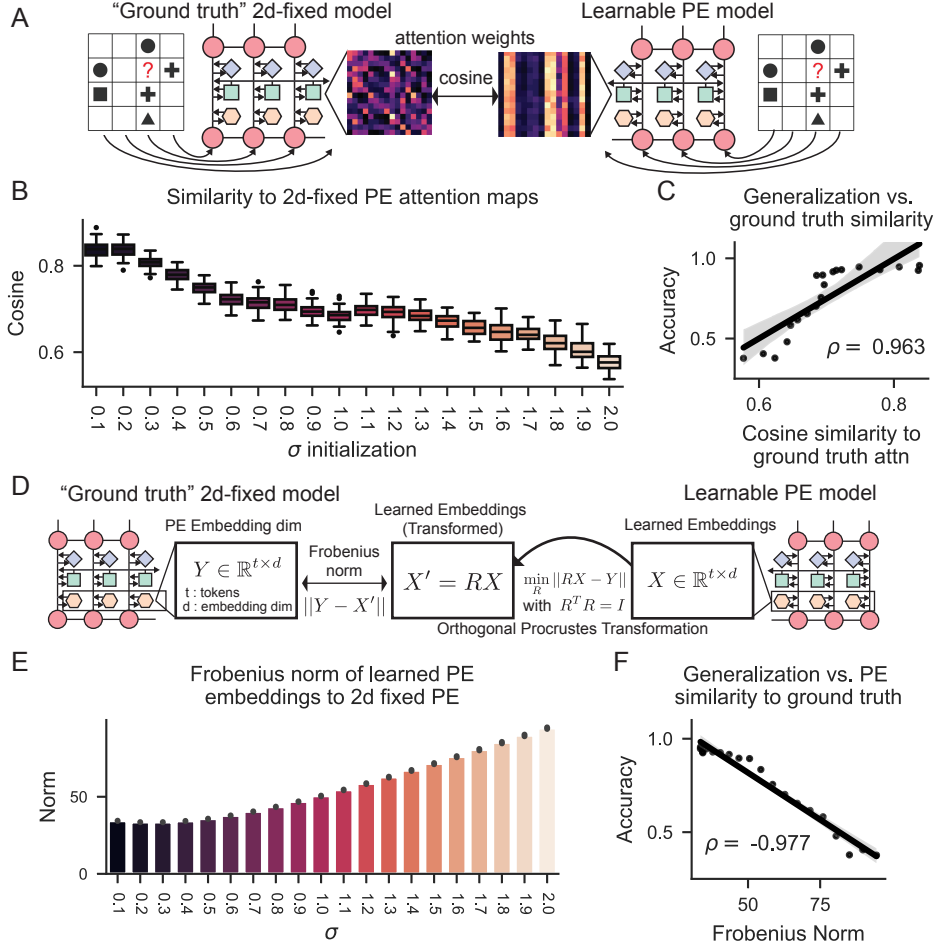 A
“Ground truth” 2d-fixed model
Learnable PE model
attention weights
cosine
?
?
B
Similarity to 2d-fixed PE attention maps
Cosine
0.8
0.6
0.1
0.2
0.3
0.4
0.5
0.6
0.7
0.8
0.9
1.0
1.1
1.2
1.3
1.4
1.5
1.6
1.7
1.8
1.9
2.0
σ initialization
C
Generalization vs.
ground truth similarity
Accuracy
1.0
0.5
ρ = 0.963
0.6
0.8
Cosine similarity to
ground truth attn
D
“Ground truth” 2d-fixed model
Learnable PE model
PE Embedding dim
Y ∈ ℝ^{t×d}
t : tokens
d : embedding dim
Frobenius
norm
||Y − X′||
Learned Embeddings
(Transformed)
X′ = RX
min_R ||RX − Y||
with R^T R = I
Orthogonal Procrustes Transformation
Learned Embeddings
X ∈ ℝ^{t×d}
E
Frobenius norm of learned PE
embeddings to 2d fixed PE
Norm
50
0
0.1
0.2
0.3
0.4
0.5
0.6
0.7
0.8
0.9
1.0
1.1
1.2
1.3
1.4
1.5
1.6
1.7
1.8
1.9
2.0
σ
F
Generalization vs. PE
similarity to ground truth
Accuracy
1.0
0.5
ρ = -0.977
50
75
Frobenius Norm